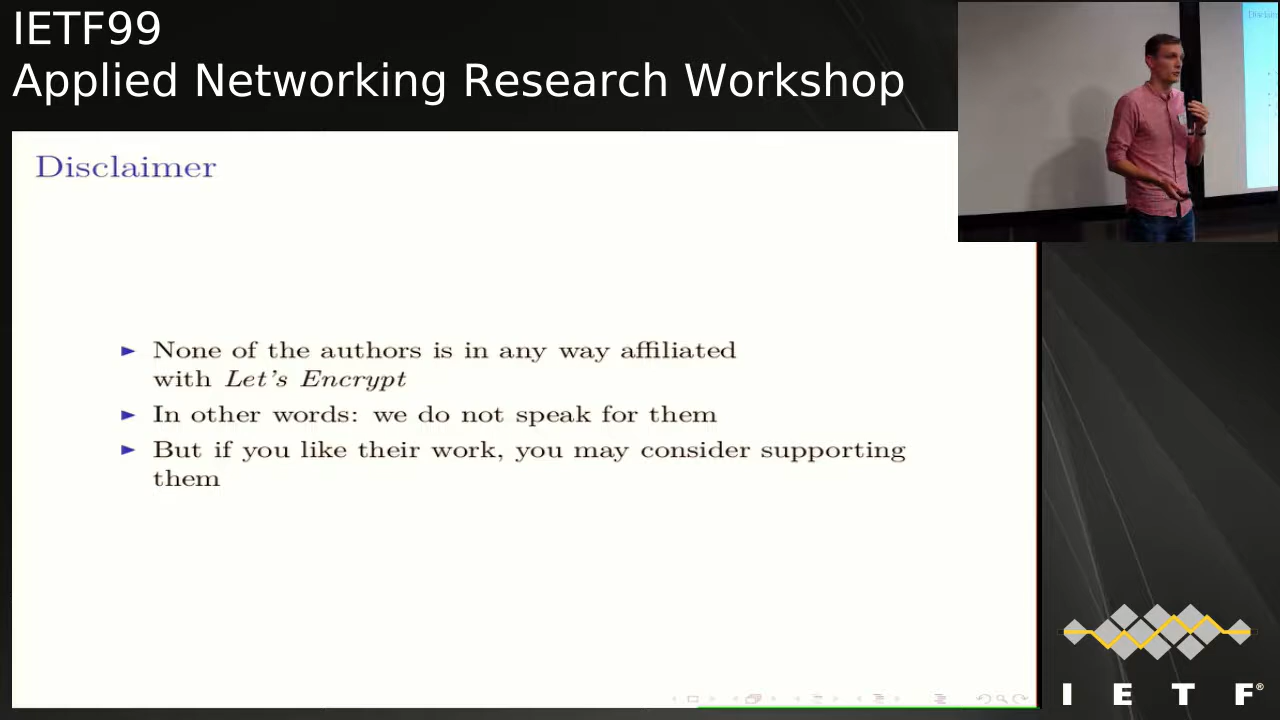 IETF99
Applied Networking Research Workshop
Disclaimer
► None of the authors is in any way affiliated
with Let's Encrypt
► In other words: we do not speak for them
► But if you like their work, you may consider supporting
them
I E T F®